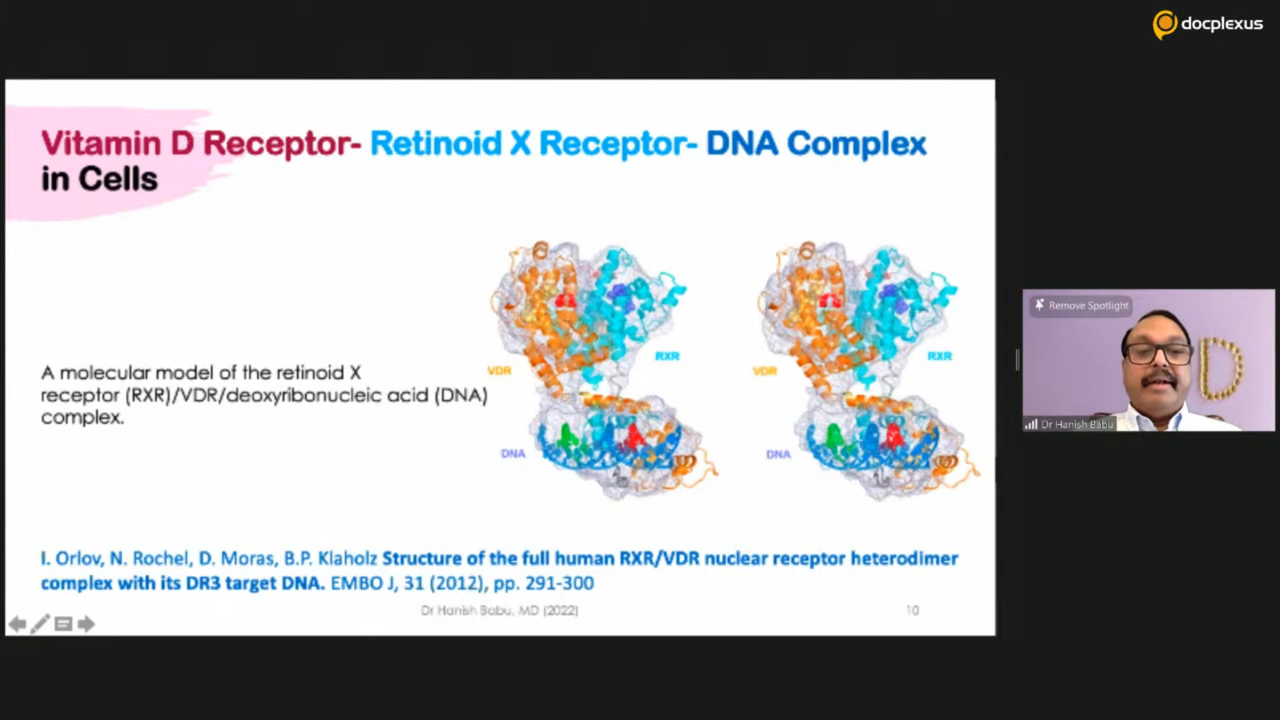 docplexus
Vitamin D Receptor- Retinoid X Receptor- DNA Complex
in Cells
A molecular model of the retinoid X
receptor (RXR)/VDR/deoxyribonucleic acid (DNA)
complex.
VDR
RXR
DNA
VDR
RXR
DNA
I. Orlov, N. Rochel, D. Moras, B.P. Klaholz Structure of the full human RXR/VDR nuclear receptor heterodimer
complex with its DR3 target DNA. EMBO J, 31 (2012), pp. 291-300
Dr Hanish Babu, MD (2022)
10
Remove Spotlight
D
Dr Hanish Babu